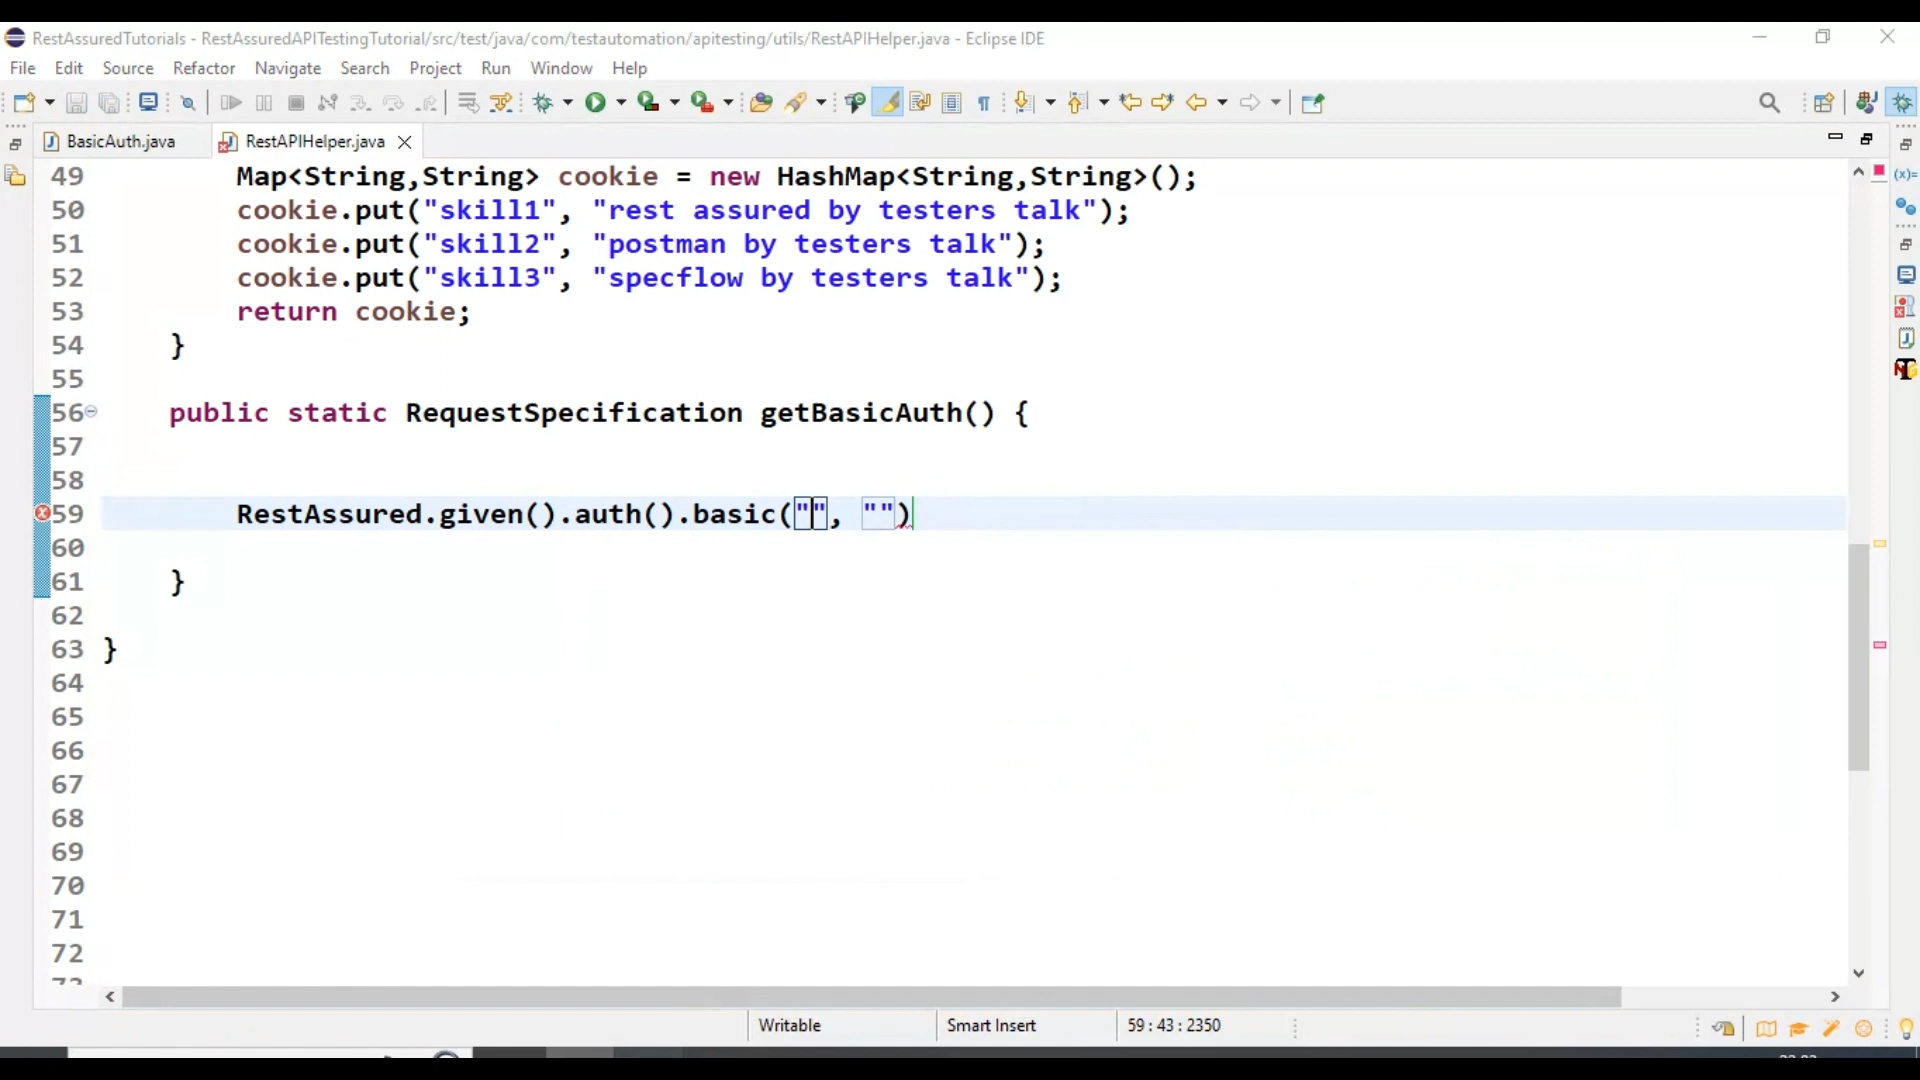 RestAssuredTutorials - RestAssuredAPITestingTutorial/src/test/java/com/testautomation/apitesting/utils/RestAPIHelper.java - Eclipse IDE
File Edit Source Refactor Navigate Search Project Run Window Help
BasicAuth.java RestAPIHelper.java
49 Map<String,String> cookie = new HashMap<String,String>();
50 cookie.put("skill1", "rest assured by testers talk");
51 cookie.put("skill2", "postman by testers talk");
52 cookie.put("skill3", "specflow by testers talk");
53 return cookie;
54 }
55
56 public static RequestSpecification getBasicAuth() {
57
58
59 RestAssured.given().auth().basic("", "")
60
61 }
62
63 }
64
65
66
67
68
69
70
71
72
Writable Smart Insert 59 : 43 : 2350